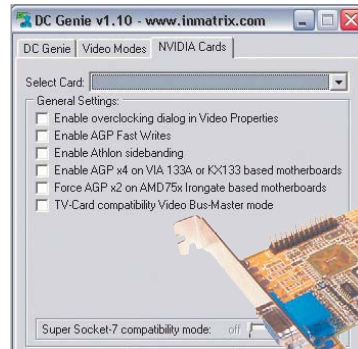 DC Genie v1.10 - www.inmatrix.com
DC Genie Video Modes NVIDIA Cards
Select Card:
General Settings:
Enable overclocking dialog in Video Properties
Enable AGP Fast Writes
Enable Athlon sidebanding
Enable AGP x4 on VIA 133A or KX133 based motherboards
Force AGP x2 on AMD75x Irongate based motherboards
TV-Card compatibility Video Bus-Master mode
Super Socket-7 compatibility mode: off